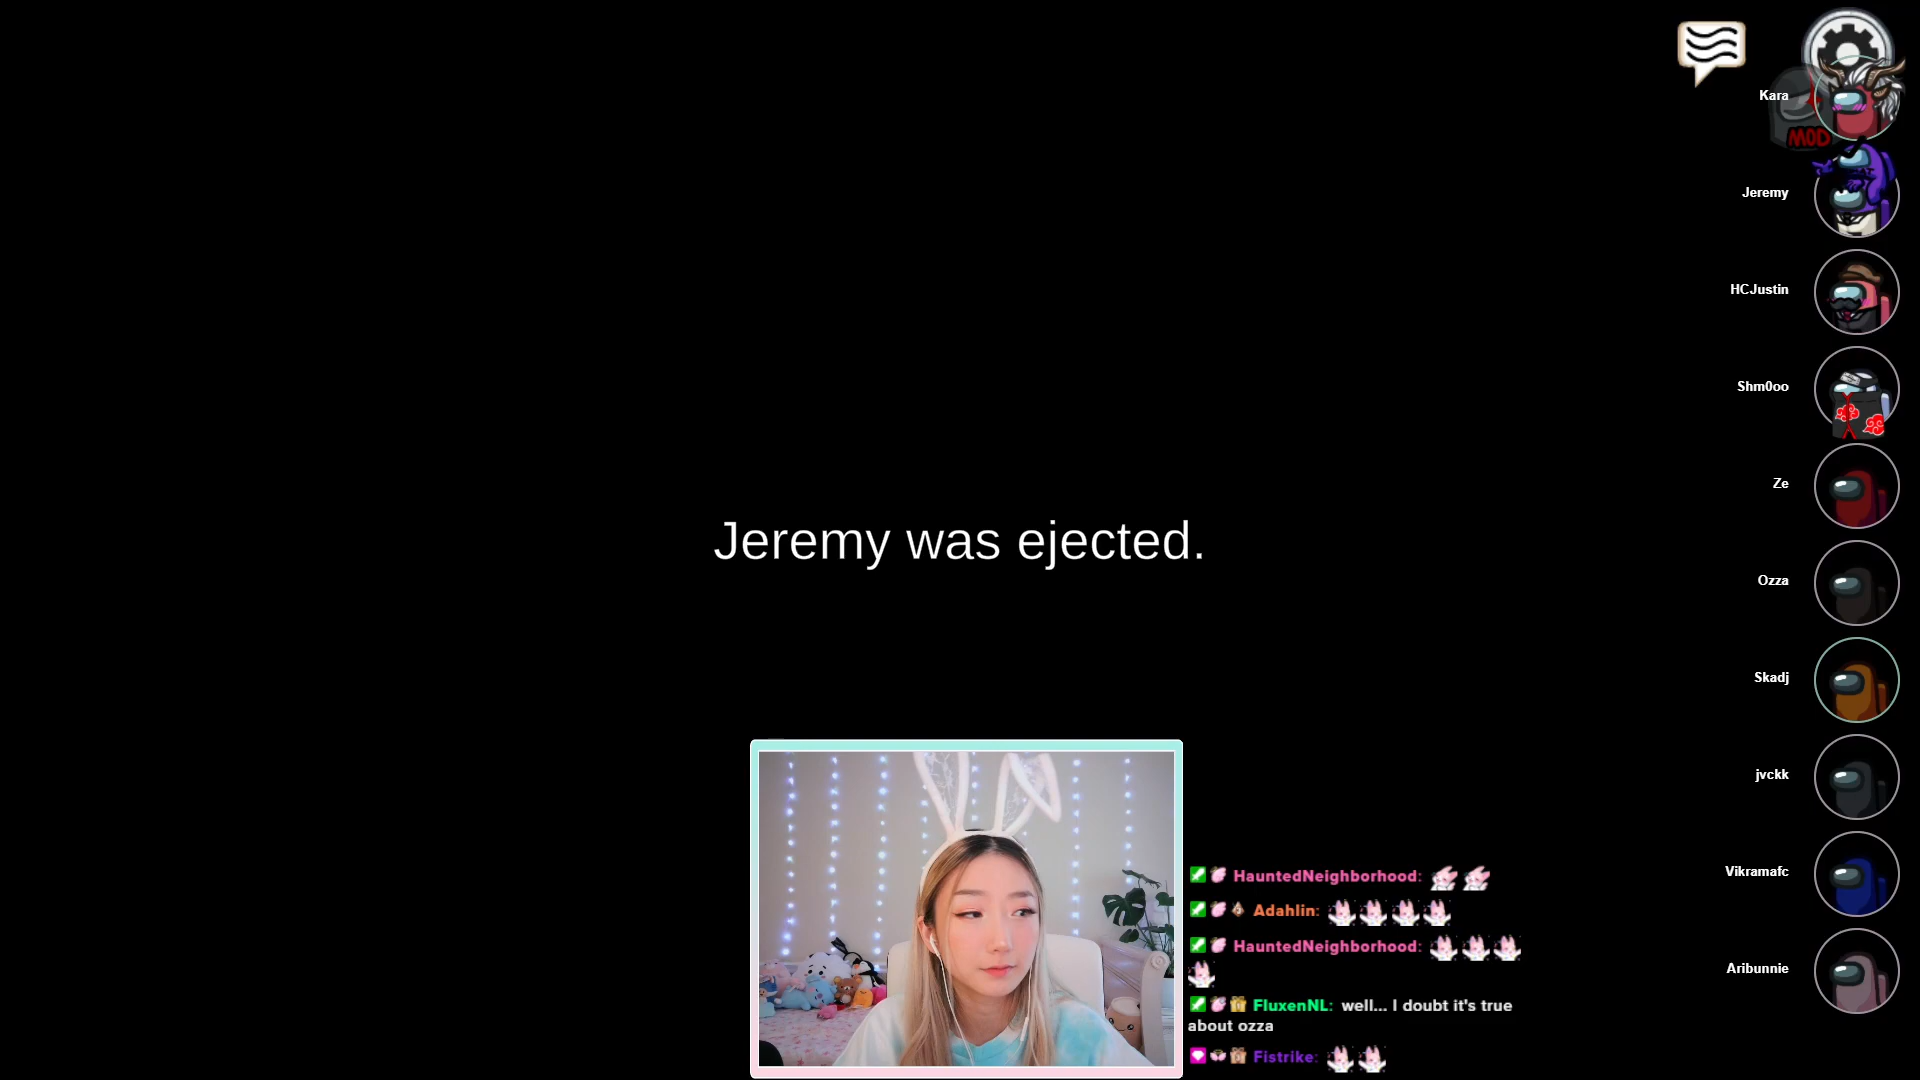 Kara
MOD
Jeremy
HCJustin
Shm0oo
Ze
Jeremy was ejected.
Ozza
Skadj
jvckk
Vikramafc
Aribunnie
HauntedNeighborhood:
Adahlin:
HauntedNeighborhood:
FluxenNL: well... I doubt it's true
about ozza
Fistrike: